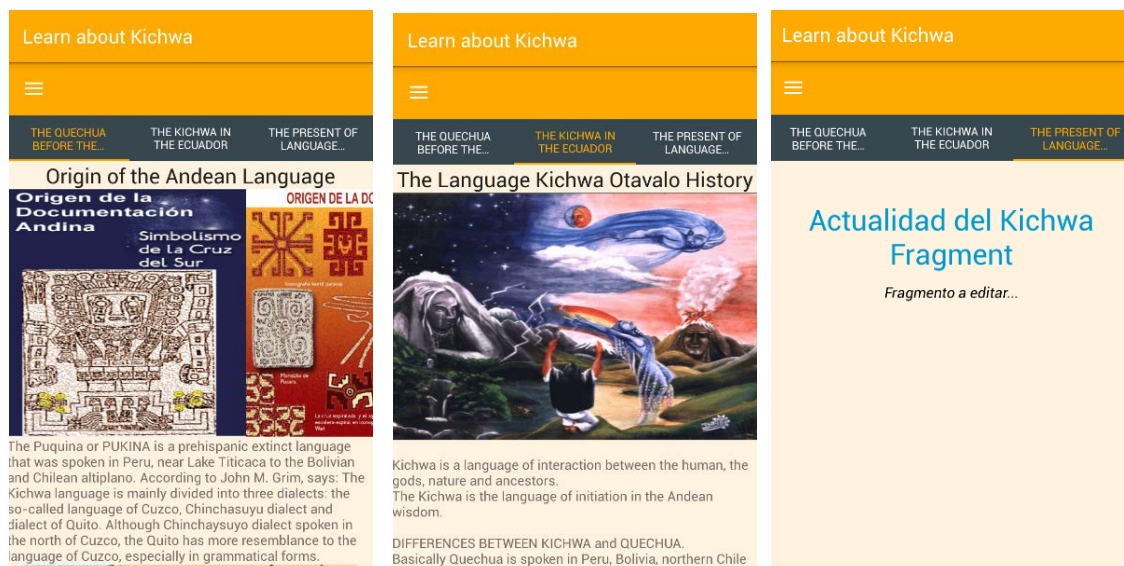 Learn about Kichwa
THE QUECHUA
BEFORE THE...
THE KICHWA IN
THE ECUADOR
THE PRESENT OF
LANGUAGE...
Origin of the Andean Language
Origen de la
Documentación
Andina
Simbolismo
de la Cruz
del Sur
ORIGEN DE LA DO
The Puquina or PUKINA is a prehispanic extinct language
that was spoken in Peru, near Lake Titicaca to the Bolivian
and Chilean altiplano. According to John M. Grim, says: The
Kichwa language is mainly divided into three dialects: the
so-called language of Cuzco, Chinchasuyu dialect and
dialect of Quito. Although Chinchaysuyo dialect spoken in
the north of Cuzco, the Quito has more resemblance to the
language of Cuzco, especially in grammatical forms.
Learn about Kichwa
THE QUECHUA
BEFORE THE...
THE KICHWA IN
THE ECUADOR
THE PRESENT OF
LANGUAGE...
The Language Kichwa Otavalo History
Kichwa is a language of interaction between the human, the
gods, nature and ancestors.
The Kichwa is the language of initiation in the Andean
wisdom.
DIFFERENCES BETWEEN KICHWA and QUECHUA.
Basically Quechua is spoken in Peru, Bolivia, northern Chile
Learn about Kichwa
THE QUECHUA
BEFORE THE...
THE KICHWA IN
THE ECUADOR
THE PRESENT OF
LANGUAGE...
Actualidad del Kichwa
Fragment
Fragmento a editar...